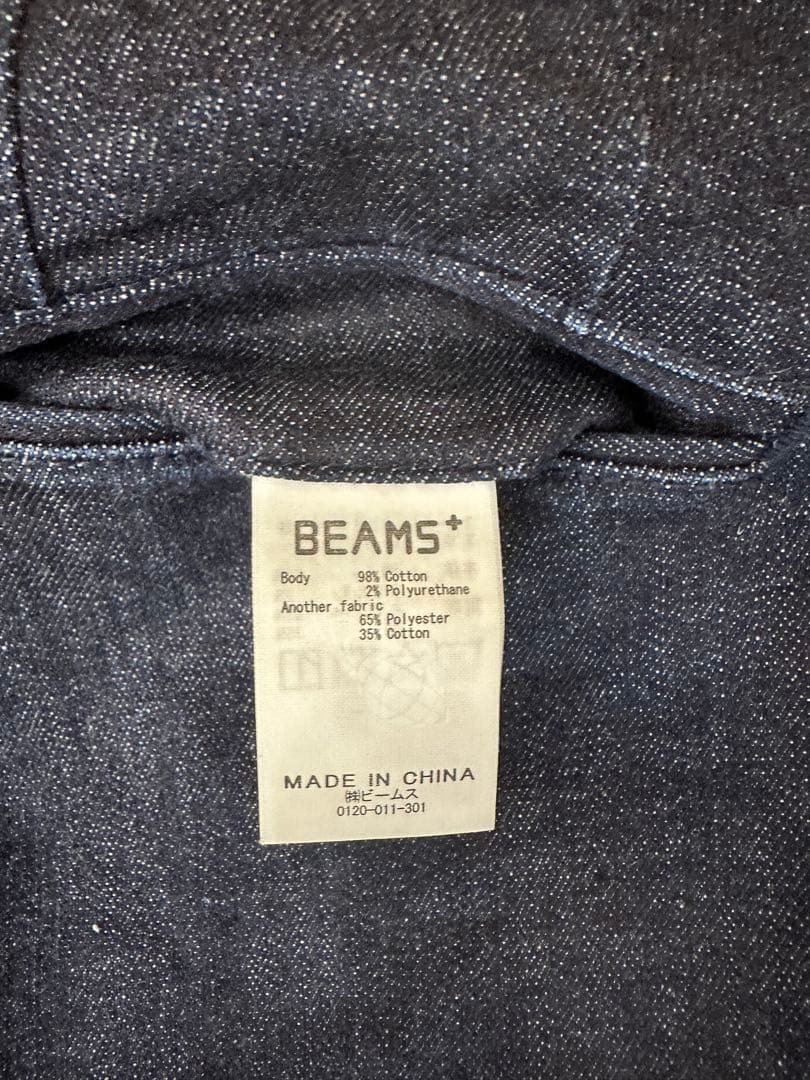 BEAMS+
Body 98% Cotton
2% Polyurethane
Another fabric
65% Polyester
35% Cotton
MADE IN CHINA
㈱ビームス
0120-011-301